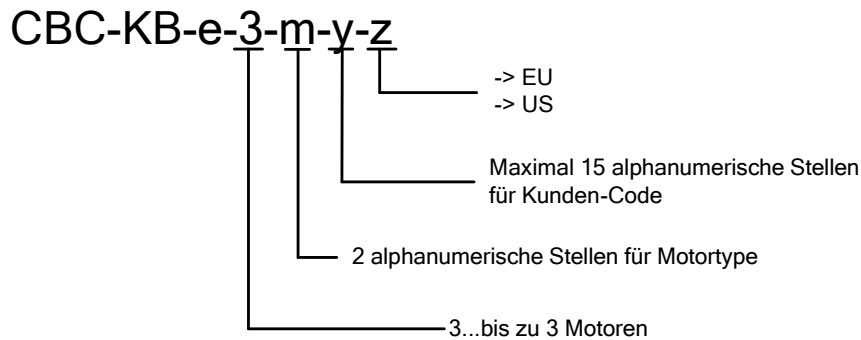 CBC-KB-e-3-m-y-z
-> EU
-> US
Maximal 15 alphanumerische Stellen
für Kunden-Code
2 alphanumerische Stellen für Motortype
3...bis zu 3 Motoren